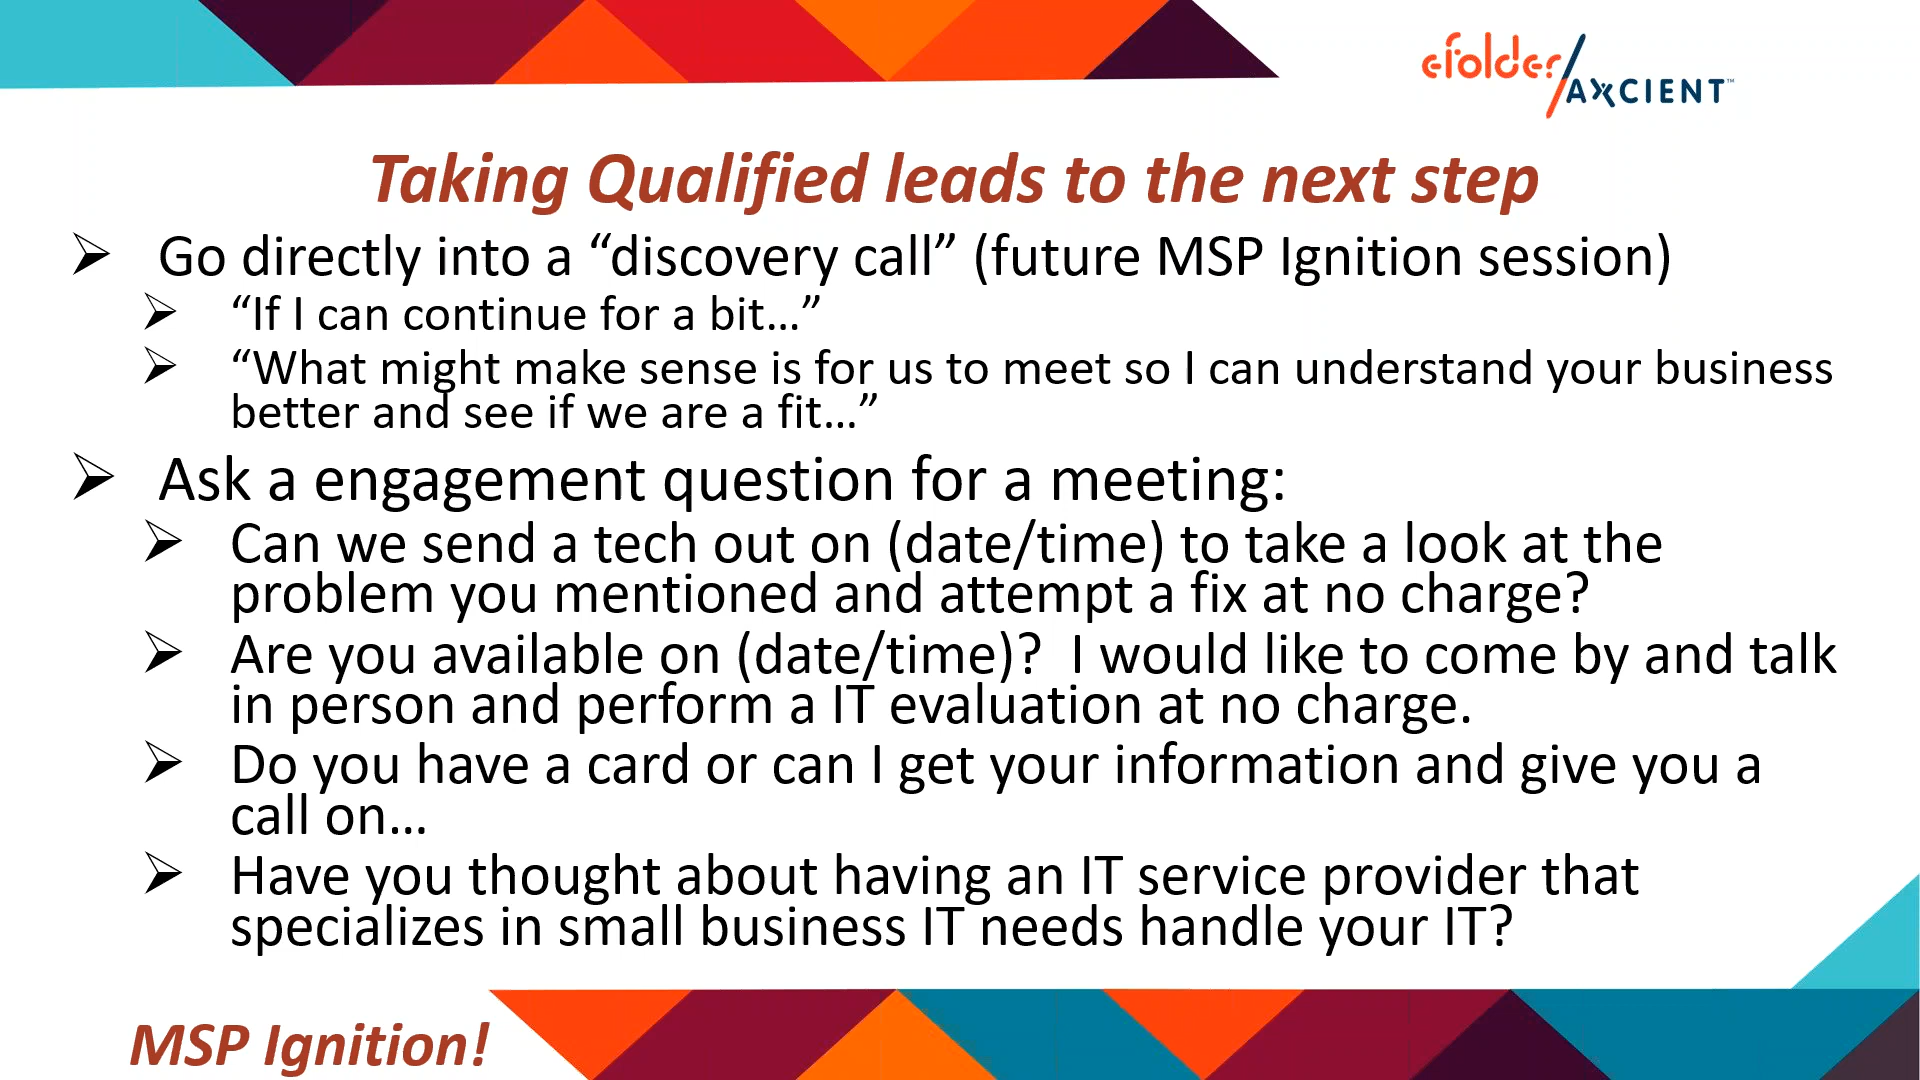 efolder/
AXCIENT™
Taking Qualified leads to the next step
Go directly into a “discovery call” (future MSP Ignition session)
“If I can continue for a bit…”
“What might make sense is for us to meet so I can understand your business
better and see if we are a fit…”
Ask a engagement question for a meeting:
Can we send a tech out on (date/time) to take a look at the
problem you mentioned and attempt a fix at no charge?
Are you available on (date/time)?  I would like to come by and talk
in person and perform a IT evaluation at no charge.
Do you have a card or can I get your information and give you a
call on…
Have you thought about having an IT service provider that
specializes in small business IT needs handle your IT?
MSP Ignition!